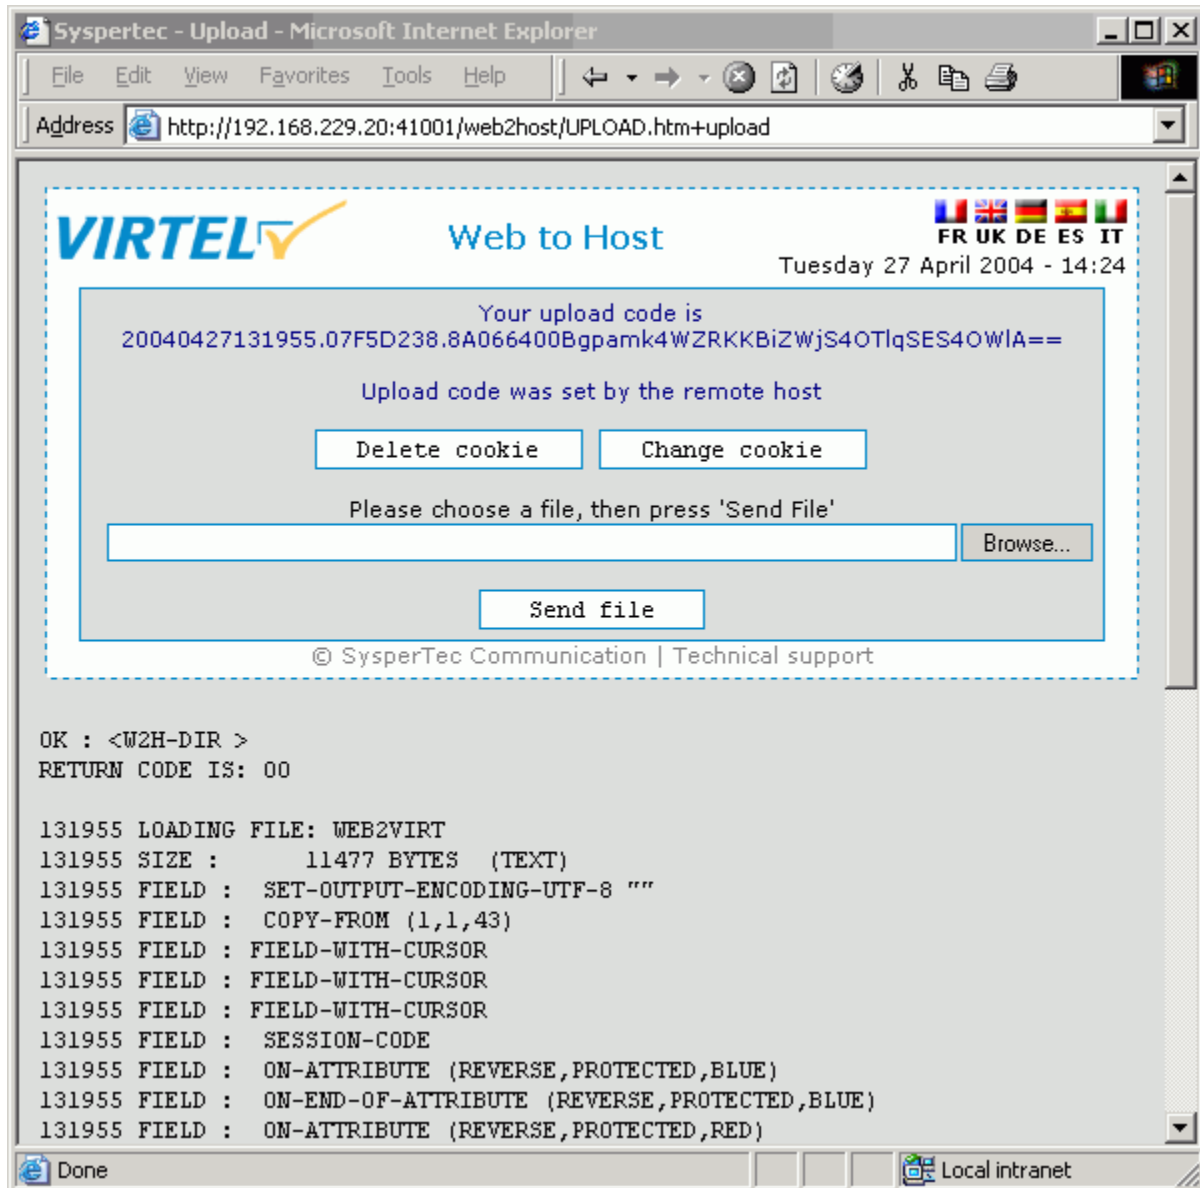 Syspertec - Upload - Microsoft Internet Explorer
File Edit View Favorites Tools Help
Address http://192.168.229.20:41001/web2host/UPLOAD.htm+upload
VIRTEL
Web to Host
FR UK DE ES IT
Tuesday 27 April 2004 - 14:24
Your upload code is
20040427131955.07F5D238.8A066400Bgpamk4WZRKKBiZWjS4OTlqSES4OWlA==
Upload code was set by the remote host
Delete cookie Change cookie
Please choose a file, then press 'Send File'
Browse...
Send file
© SysperTec Communication | Technical support
OK : <W2H-DIR >
RETURN CODE IS: 00
131955 LOADING FILE: WEB2VIRT
131955 SIZE : 11477 BYTES (TEXT)
131955 FIELD : SET-OUTPUT-ENCODING-UTF-8 ""
131955 FIELD : COPY-FROM (1,1,43)
131955 FIELD : FIELD-WITH-CURSOR
131955 FIELD : FIELD-WITH-CURSOR
131955 FIELD : FIELD-WITH-CURSOR
131955 FIELD : SESSION-CODE
131955 FIELD : ON-ATTRIBUTE (REVERSE,PROTECTED,BLUE)
131955 FIELD : ON-END-OF-ATTRIBUTE (REVERSE,PROTECTED,BLUE)
131955 FIELD : ON-ATTRIBUTE (REVERSE,PROTECTED,RED)
Done
Local intranet